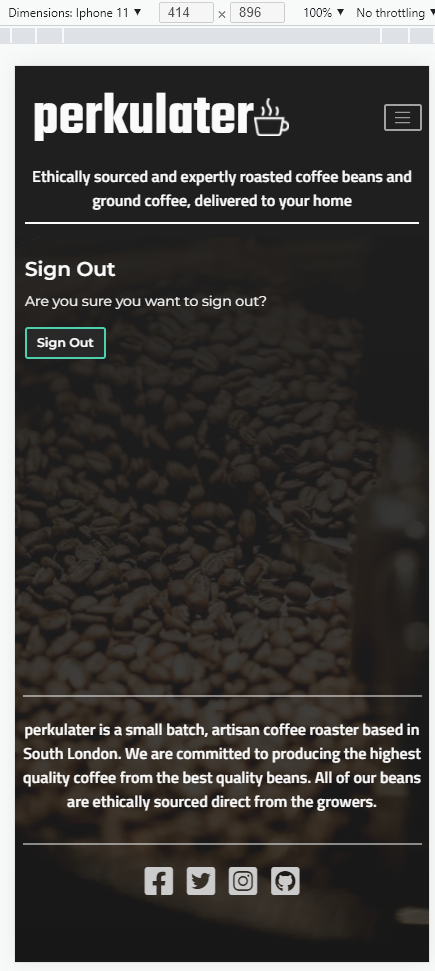 Dimensions: Iphone 11 ▼ 414 × 896 100% ▼ No throttling ▼
perkulater
Ethically sourced and expertly roasted coffee beans and
ground coffee, delivered to your home
Sign Out
Are you sure you want to sign out?
Sign Out
perkulater is a small batch, artisan coffee roaster based in
South London. We are committed to producing the highest
quality coffee from the best quality beans. All of our beans
are ethically sourced direct from the growers.